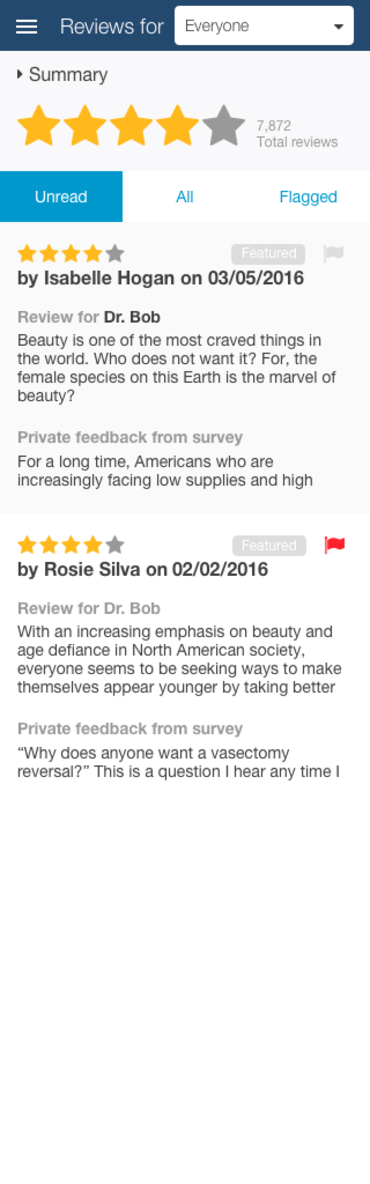 Reviews for Everyone
Summary
7,872
Total reviews
Unread All Flagged
Featured
by Isabelle Hogan on 03/05/2016
Review for Dr. Bob
Beauty is one of the most craved things in
the world. Who does not want it? For, the
female species on this Earth is the marvel of
beauty?
Private feedback from survey
For a long time, Americans who are
increasingly facing low supplies and high
Featured
by Rosie Silva on 02/02/2016
Review for Dr. Bob
With an increasing emphasis on beauty and
age defiance in North American society,
everyone seems to be seeking ways to make
themselves appear younger by taking better
Private feedback from survey
“Why does anyone want a vasectomy
reversal?” This is a question I hear any time I